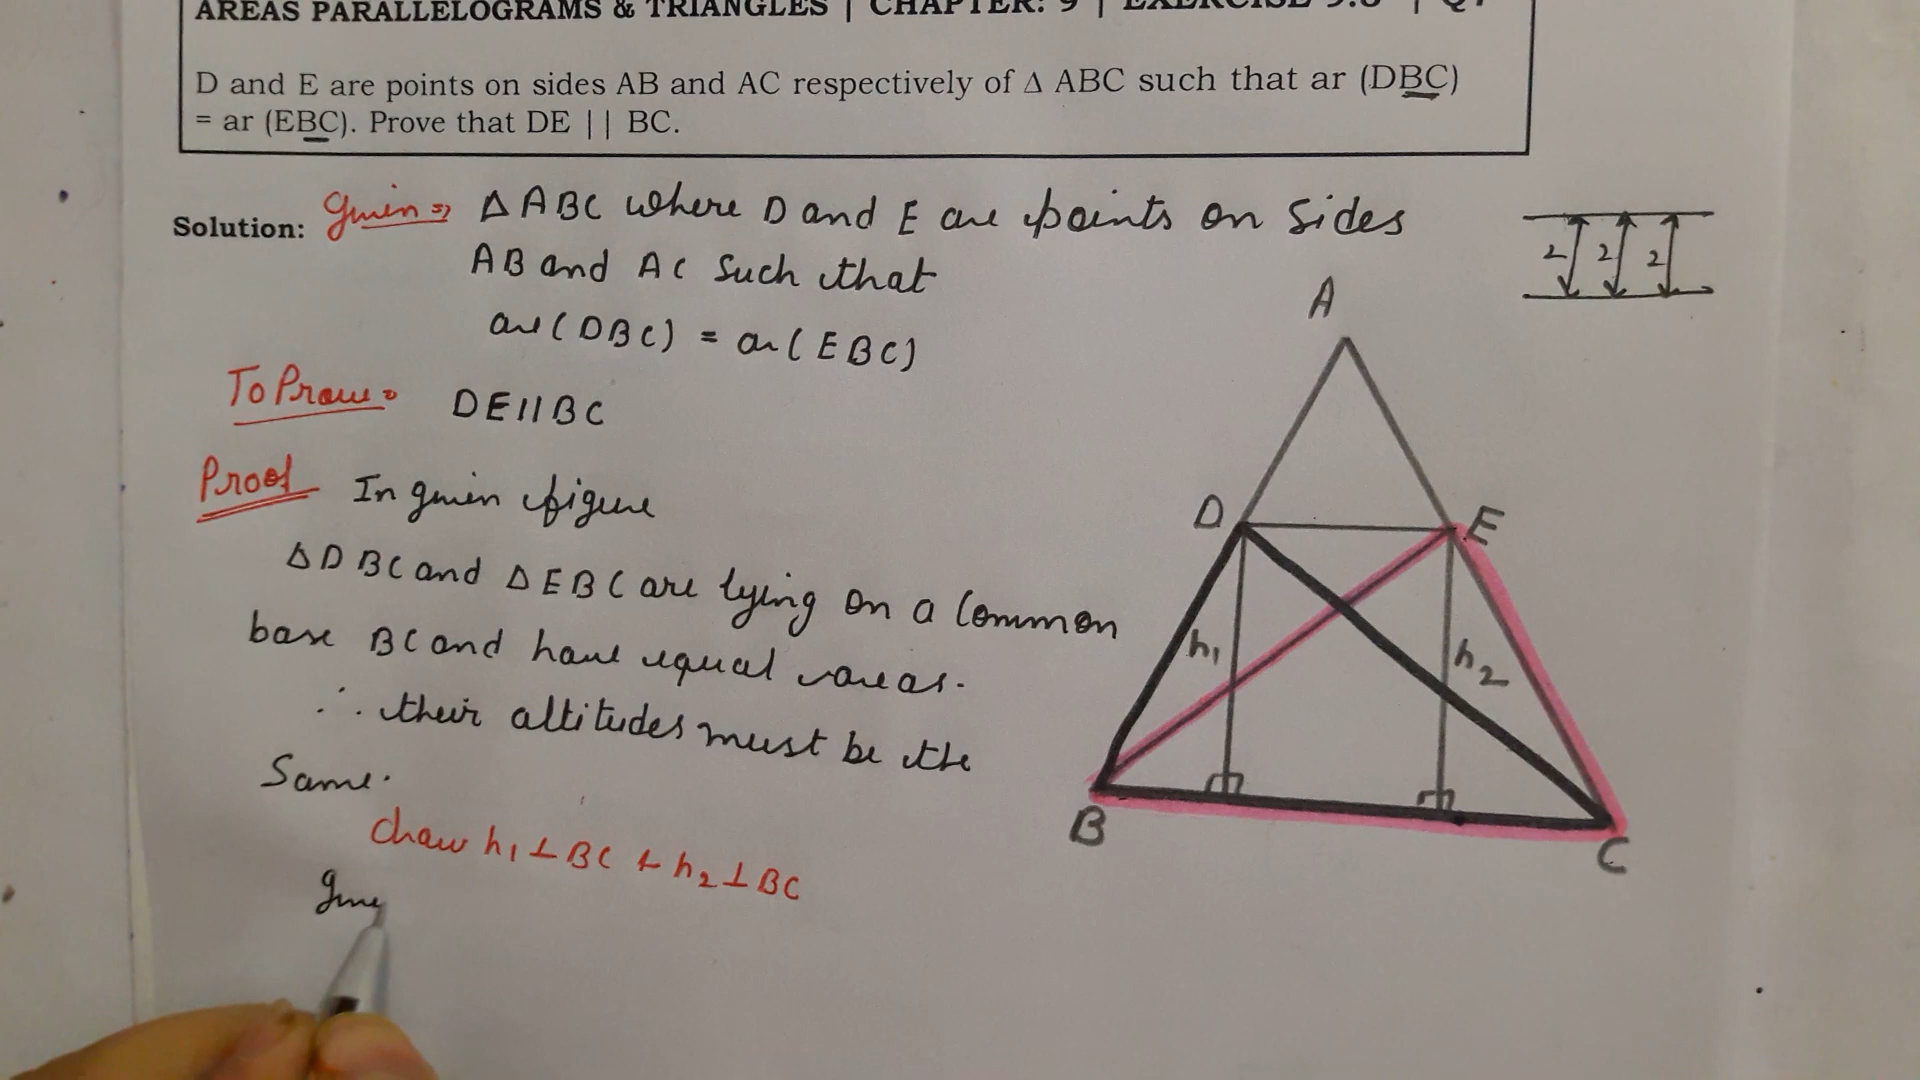 AREAS PARALLELOGRAMS & TRIANGLES | CHAPTER: 9 | EXERCISE
D and E are points on sides AB and AC respectively of Δ ABC such that ar (DBC)
= ar (EBC). Prove that DE || BC.
Solution: Given ⇒ Δ ABC where D and E are points on sides
AB and AC such that
ar(DBC) = ar(EBC)
To Prove = DE || BC
Proof In given figure
Δ DBC and Δ EBC are lying on a common
base BC and have equal areas.
∴ their altitudes must be the
same.
draw h₁ ⊥ BC & h₂ ⊥ BC
2 2 2
A
D E
h₁ h₂
B
C